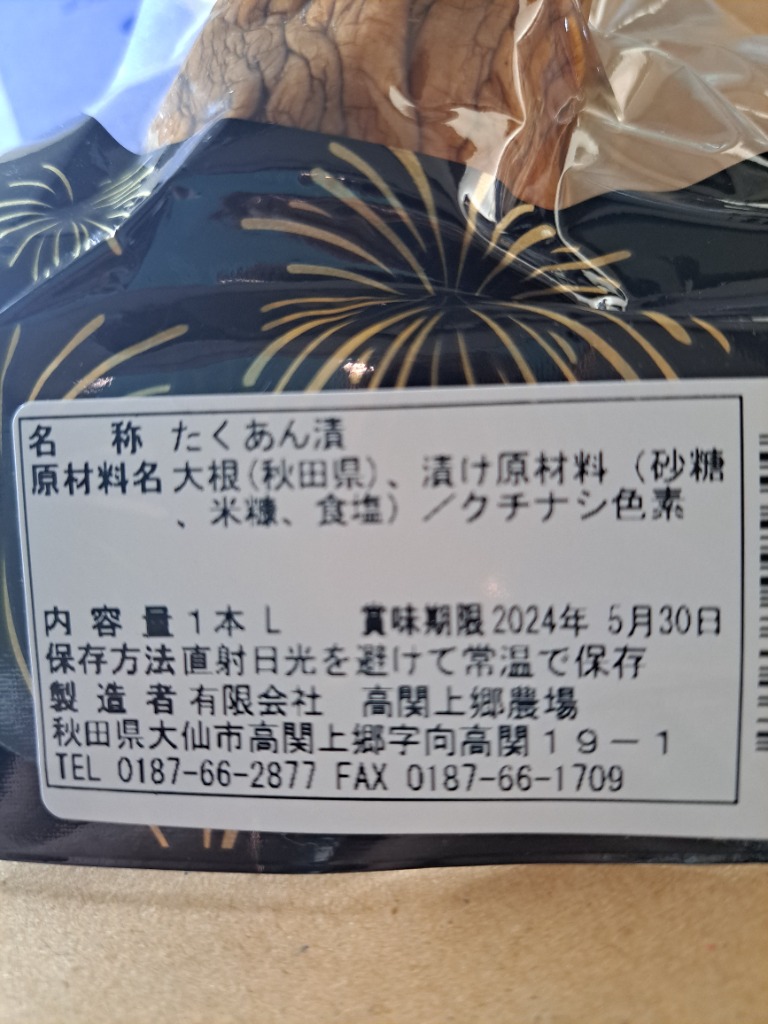 名 称 たくあん漬
原材料名 大根(秋田県)、漬け原材料 (砂糖
、米糠、食塩) /クチナシ色素
内容量 1本 L 賞味期限 2024年 5月30日
保存方法 直射日光を避けて常温で保存
製造者 有限会社 高関上郷農場
秋田県大仙市高関上郷字向高関19-1
TEL 0187-66-2877 FAX 0187-66-1709